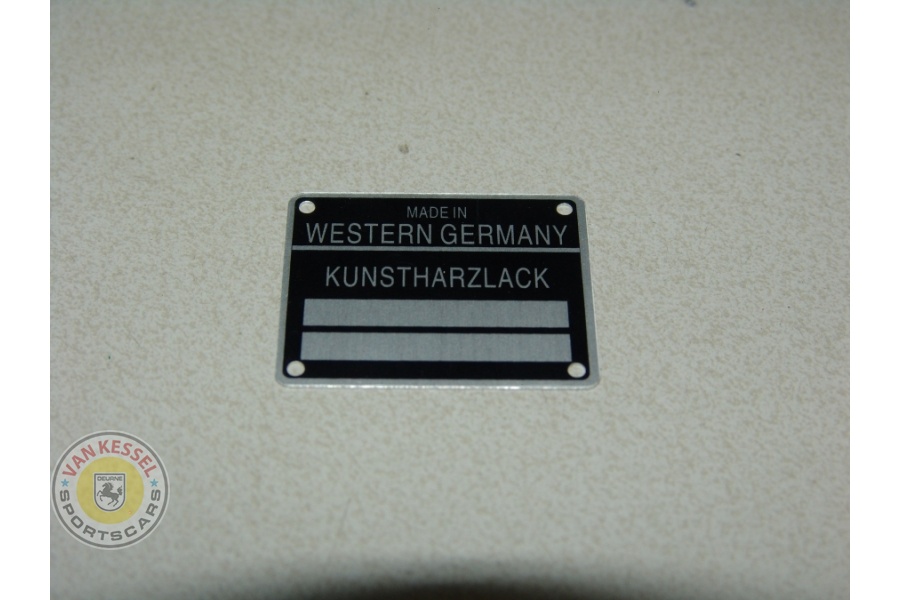 MADE IN
WESTERN GERMANY
KUNSTHARZLACK
VAN KESSEL
DEURNE
SPORTSCARS